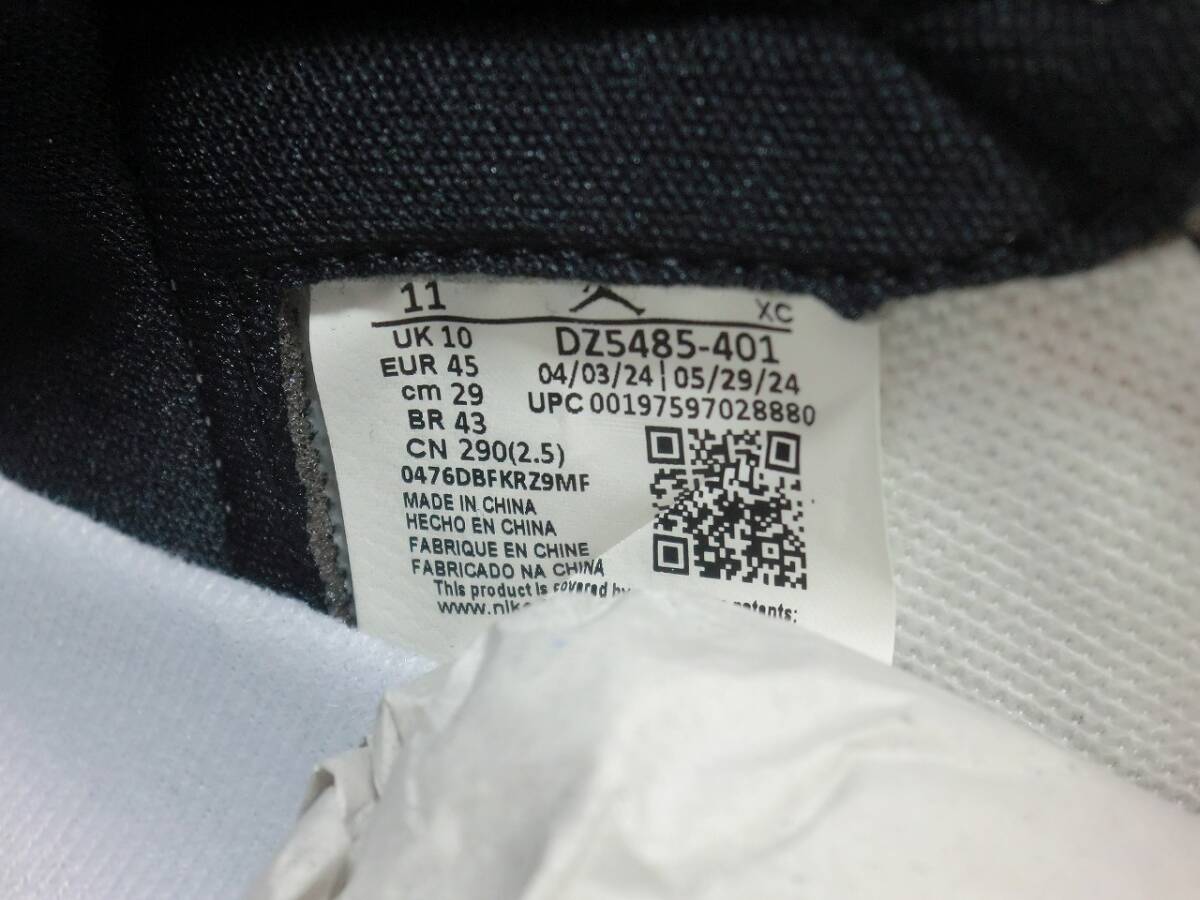 11 XC
UK 10 DZ5485-401
EUR 45 04/03/24 | 05/29/24
cm 29 UPC 00197597028880
BR 43
CN 290(2.5)
0476DBFKRZ9MF
MADE IN CHINA
HECHO EN CHINA
FABRIQUE EN CHINE
FABRICADO NA CHINA
This product is covered by patents:
www.nike